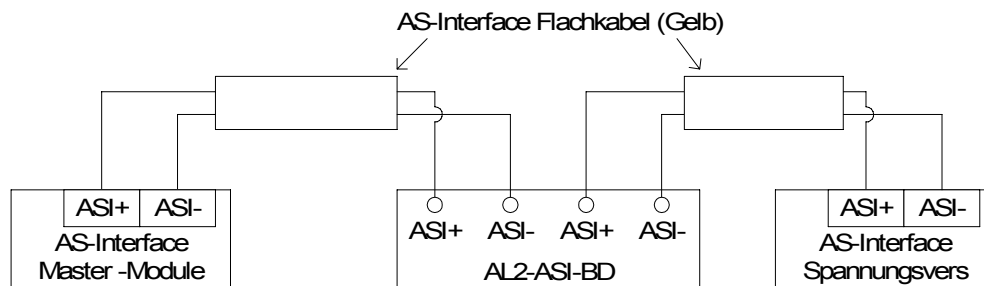 AS-Interface Flachkabel (Gelb)
ASI+ ASI-
AS-Interface
Master -Module
ASI+ ASI- ASI+ ASI-
AL2-ASI-BD
ASI+ ASI-
AS-Interface
Spannungsvers